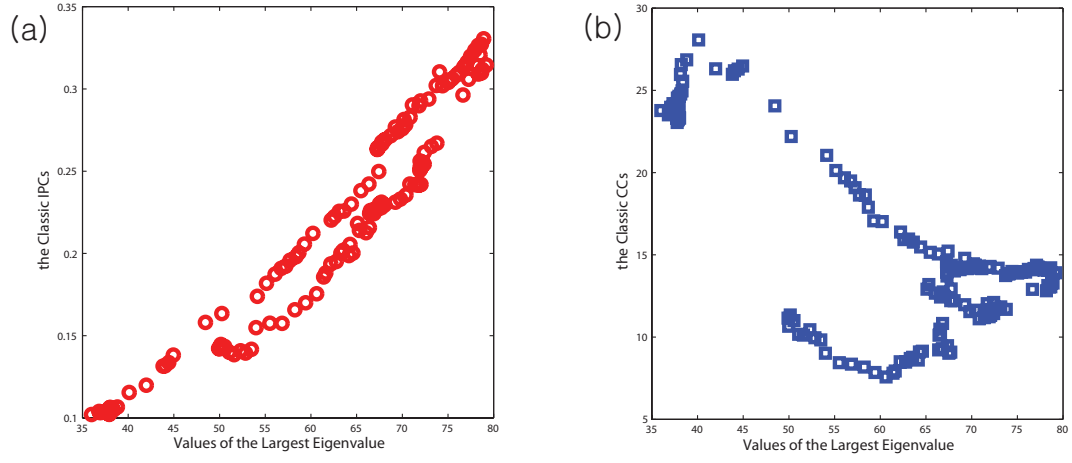 (a)
0.35
0.3
0.25
0.2
0.15
0.1
the Classic IPCs
35 40 45 50 55 60 65 70 75 80
Values of the Largest Eigenvalue
(b)
30
25
20
15
10
5
the Classic CCs
35 40 45 50 55 60 65 70 75 80
Values of the Largest Eigenvalue